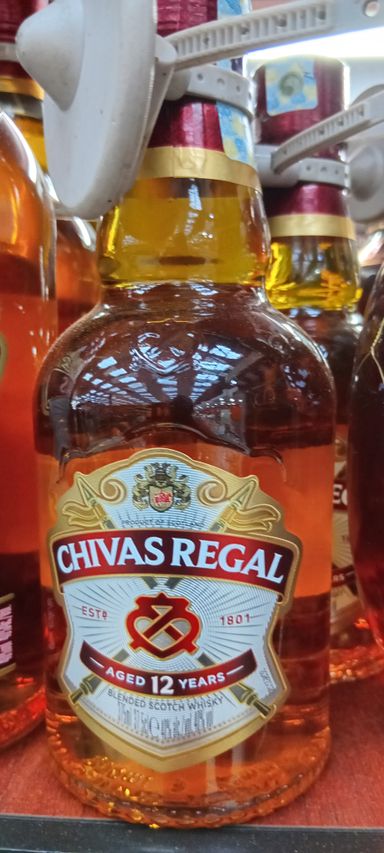 PRODUCT OF SCOTLAND
CHIVAS REGAL
ESTD 1801
AGED 12 YEARS
BLENDED SCOTCH WHISKY